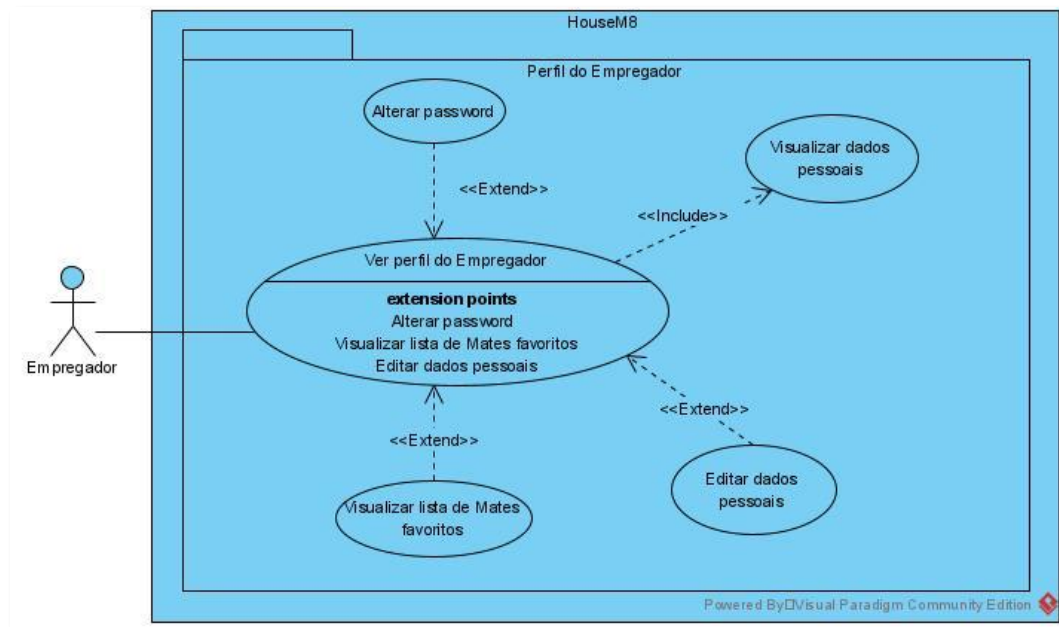 HouseM8
Perfil do Empregador
Alterar password
Visualizar dados
pessoais
<<Extend>>
<<Include>>
Ver perfil do Empregador
extension points
Alterar password
Visualizar lista de Mates favoritos
Editar dados pessoais
Empregador
<<Extend>>
<<Extend>>
Editar dados
pessoais
Visualizar lista de Mates
favoritos
Powered By Visual Paradigm Community Edition